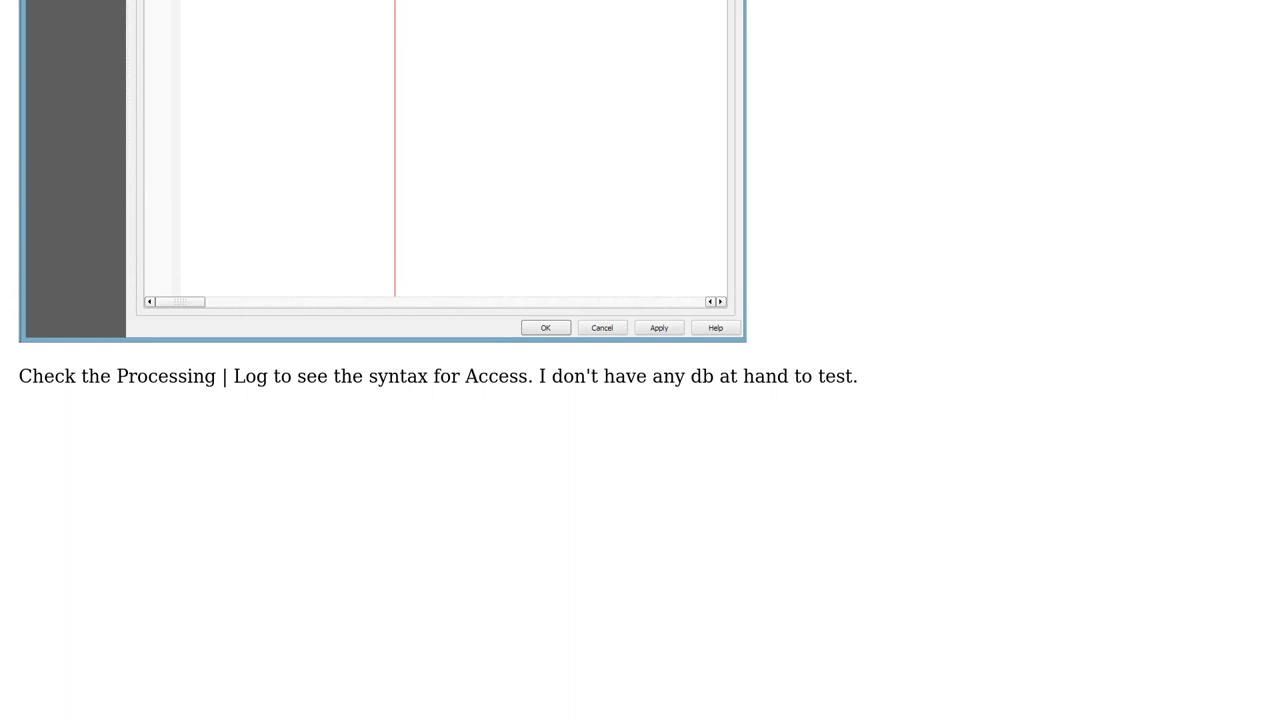 OK Cancel Apply Help
Check the Processing | Log to see the syntax for Access. I don't have any db at hand to test.